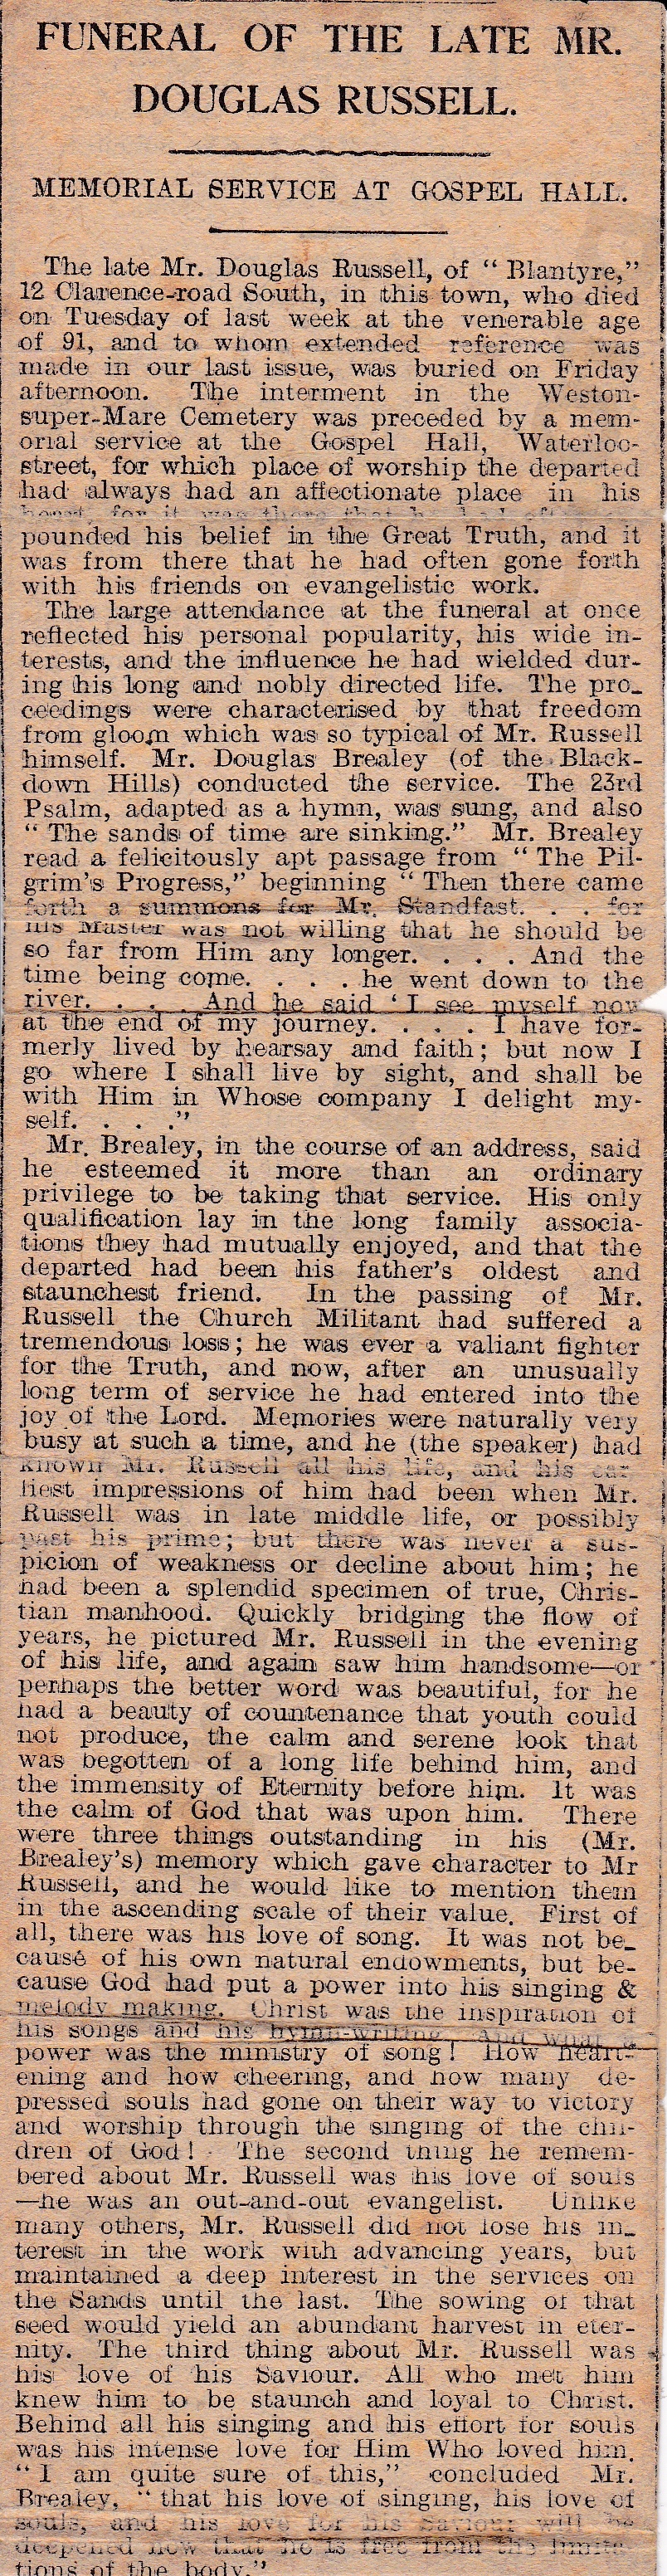 FUNERAL OF THE LATE MR.
DOUGLAS RUSSELL.
MEMORIAL SERVICE AT GOSPEL HALL.
The late Mr. Douglas Russell, of “ Blantyre,”
12 Clarence-road South, in this town, who died
on Tuesday of last week at the venerable age
of 91, and to whom extended reference was
made in our last issue, was buried on Friday
afternoon. The interment in the Weston-
super-Mare Cemetery was preceded by a mem-
orial service at the Gospel Hall, Waterloo-
street, for which place of worship the departed
had always had an affectionate place in his
heart, for it was there that he had often
pounded his belief in the Great Truth, and it
was from there that he had often gone forth
with his friends on evangelistic work.
The large attendance at the funeral at once
reflected his personal popularity, his wide in-
terests, and the influence he had wielded dur-
ing his long and nobly directed life. The pro-
ceedings were characterised by that freedom
from gloom which was so typical of Mr. Russell
himself. Mr. Douglas Brealey (of the Black-
down Hills) conducted the service. The 23rd
Psalm, adapted as a hymn, was sung, and also
“ The sands of time are sinking.” Mr. Brealey
read a felicitously apt passage from “ The Pil-
grim's Progress,” beginning “ Then there came
forth a summons for Mr. Standfast. . . for
his Master was not willing that he should be
so far from Him any longer. . . . And the
time being come. . . . he went down to the
river. . . . And he said ‘ I see myself now
at the end of my journey. . . . I have for-
merly lived by hearsay and faith; but now I
go where I shall live by sight, and shall be
with Him in Whose company I delight my-
self. . . .”
Mr. Brealey, in the course of an address, said
he esteemed it more than an ordinary
privilege to be taking that service. His only
qualification lay in the long family associa-
tions they had mutually enjoyed, and that the
departed had been his father's oldest and
staunchest friend. In the passing of Mr.
Russell the Church Militant had suffered a
tremendous loss; he was ever a valiant fighter
for the Truth, and now, after an unusually
long term of service he had entered into the
joy of the Lord. Memories were naturally very
busy at such a time, and he (the speaker) had
known Mr. Russell all his life, and his ear
liest impressions of him had been when Mr.
Russell was in late middle life, or possibly
past his prime; but there was never a sus-
picion of weakness or decline about him; he
had been a splendid specimen of true, Chris-
tian manhood. Quickly bridging the flow of
years, he pictured Mr. Russell in the evening
of his life, and again saw him handsome—or
perhaps the better word was beautiful, for he
had a beauty of countenance that youth could
not produce, the calm and serene look that
was begotten of a long life behind him, and
the immensity of Eternity before him. It was
the calm of God that was upon him. There
were three things outstanding in his (Mr.
Brealey's) memory which gave character to Mr
Russell, and he would like to mention them
in the ascending scale of their value. First of
all, there was his love of song. It was not be-
cause of his own natural endowments, but be-
cause God had put a power into his singing &
melody making. Christ was the inspiration of
his songs and his hymn-writing. And what a
power was the ministry of song! How heart-
ening and how cheering, and how many de-
pressed souls had gone on their way to victory
and worship through the singing of the chil-
dren of God! The second thing he remem-
bered about Mr. Russell was his love of souls
—he was an out-and-out evangelist. Unlike
many others, Mr. Russell did not lose his in-
terest in the work with advancing years, but
maintained a deep interest in the services on
the Sands until the last. The sowing of that
seed would yield an abundant harvest in eter-
nity. The third thing about Mr. Russell was
his love of his Saviour. All who met him
knew him to be staunch and loyal to Christ.
Behind all his singing and his effort for souls
was his intense love for Him Who loved him.
“ I am quite sure of this,” concluded Mr.
Brealey, “ that his love of singing, his love of
souls, and his love for his Saviour will be
deepened now that he is free from the limita-
tions of the body.”